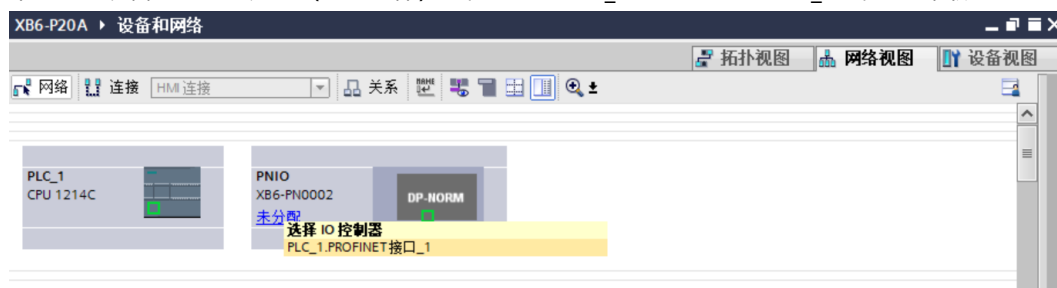 XB6-P20A ▸ 设备和网络
拓扑视图 网络视图 设备视图
网络 连接 HMI 连接 关系
PLC_1
CPU 1214C
PNIO
XB6-PN0002
DP-NORM
未分配
选择 IO 控制器
PLC_1.PROFINET接口_1